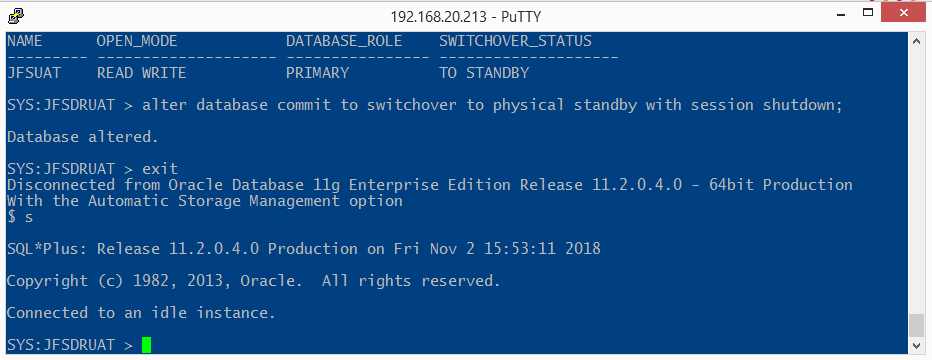 192.168.20.213 - PuTTY
NAME      OPEN_MODE            DATABASE_ROLE    SWITCHOVER_STATUS
--------- -------------------- ---------------- --------------------
JFSUAT    READ WRITE           PRIMARY          TO STANDBY
SYS:JFSDRUAT > alter database commit to switchover to physical standby with session shutdown;
Database altered.
SYS:JFSDRUAT > exit
Disconnected from Oracle Database 11g Enterprise Edition Release 11.2.0.4.0 - 64bit Production
With the Automatic Storage Management option
$ s
SQL*Plus: Release 11.2.0.4.0 Production on Fri Nov 2 15:53:11 2018
Copyright (c) 1982, 2013, Oracle.  All rights reserved.
Connected to an idle instance.
SYS:JFSDRUAT >